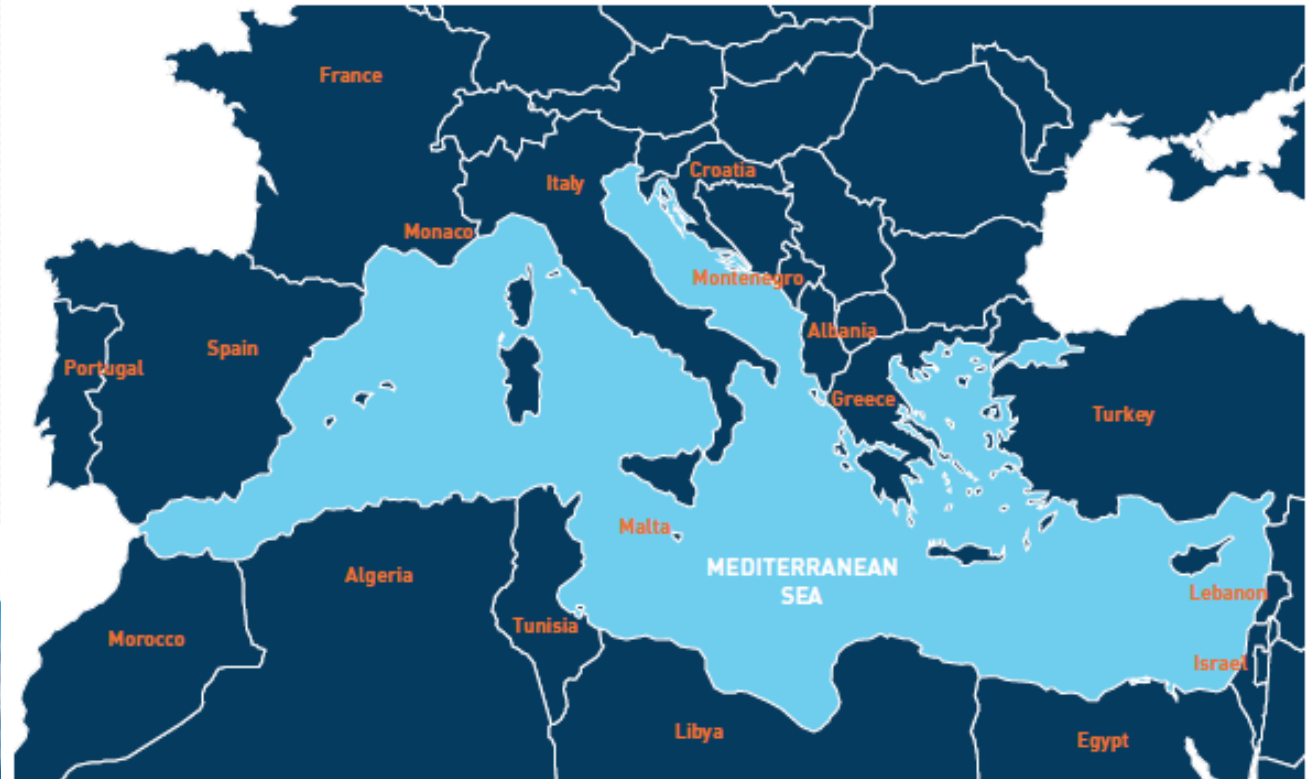 France
Croatia
Italy
Monaco
Montenegro
Albania
Spain
Portugal
Greece
Turkey
Malta
MEDITERRANEAN
SEA
Algeria
Lebanon
Tunisia
Morocco
Israel
Libya
Egypt